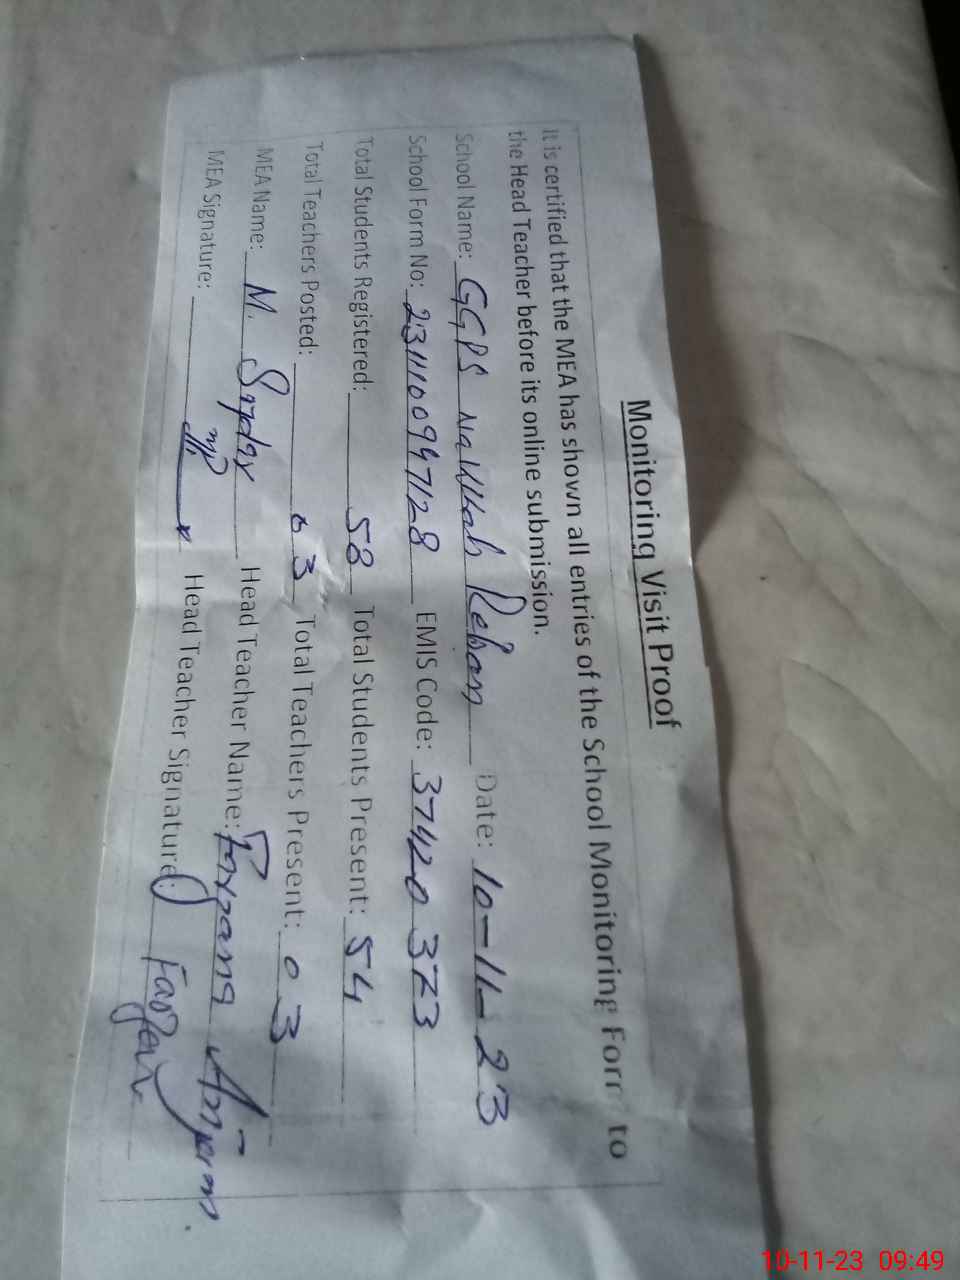 Monitoring Visit Proof
It is certified that the MEA has shown all entries of the School Monitoring Form to
the Head Teacher before its online submission.
School Name: GGPS Date: 10-11-23
School Form No: EMIS Code: 37420373
Total Students Registered: 58 Total Students Present: 54
Total Teachers Posted: 03 Total Teachers Present: 03
MEA Name: M. Head Teacher Name: Farzana Anjum
MEA Signature: Head Teacher Signature:
10-11-23 09:49